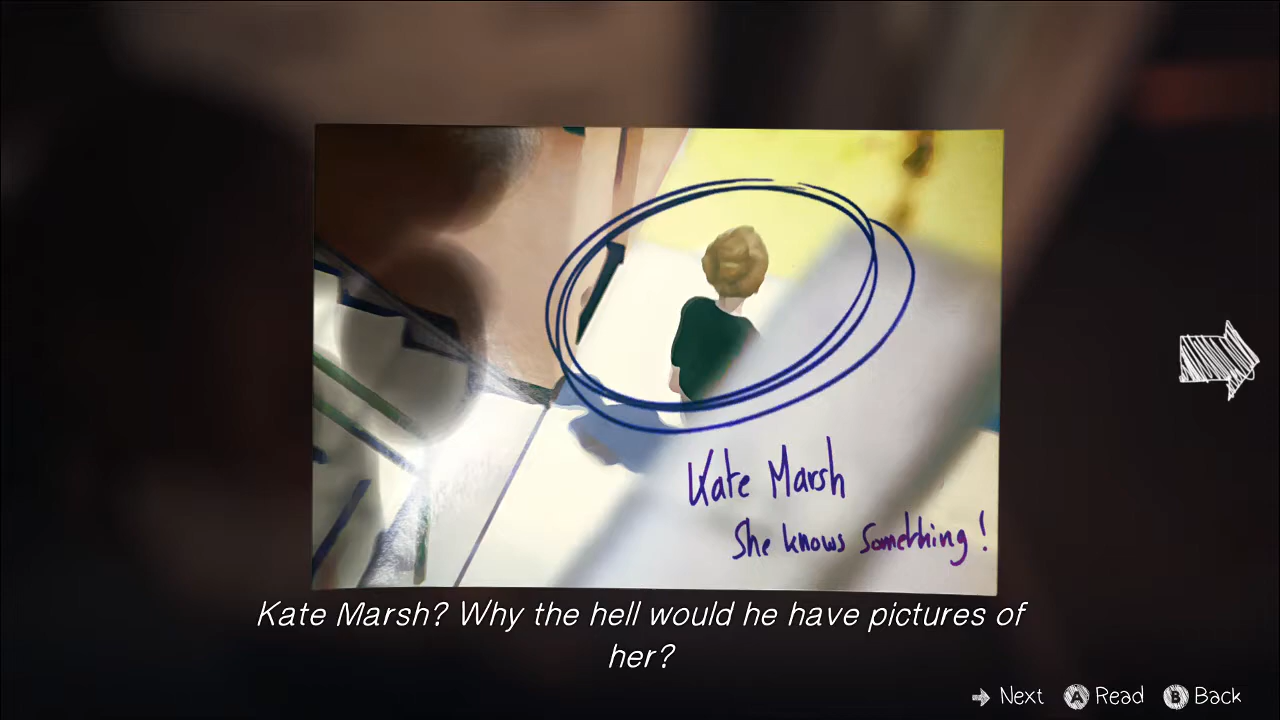 Kate Marsh
She knows something!
Kate Marsh? Why the hell would he have pictures of
her?
Next A Read B Back